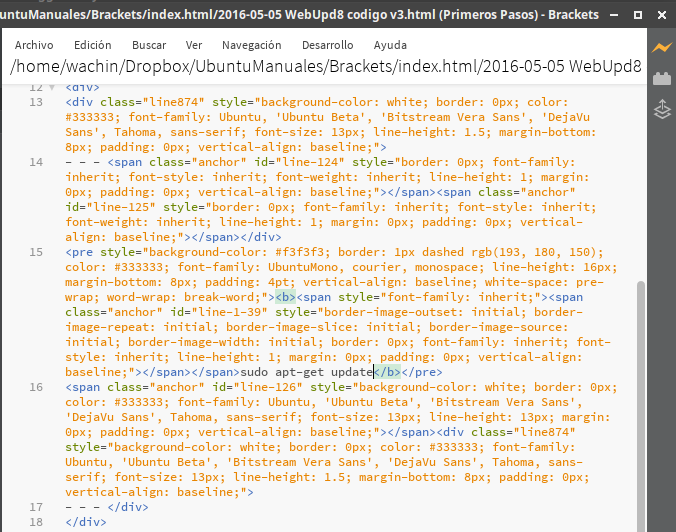 untuManuales/Brackets/index.html/2016-05-05 WebUpd8 codigo v3.html (Primeros Pasos) - Brackets
Archivo Edición Buscar Ver Navegación Desarrollo Ayuda
/home/wachin/Dropbox/UbuntuManuales/Brackets/index.html/2016-05-05 WebUpd8
12 <div>
13 <div class="line874" style="background-color: white; border: 0px; color:
#333333; font-family: Ubuntu, 'Ubuntu Beta', 'Bitstream Vera Sans', 'DejaVu
Sans', Tahoma, sans-serif; font-size: 13px; line-height: 1.5; margin-bottom:
8px; padding: 0px; vertical-align: baseline;">
14 - - - <span class="anchor" id="line-124" style="border: 0px; font-family:
inherit; font-style: inherit; font-weight: inherit; line-height: 1; margin:
0px; padding: 0px; vertical-align: baseline;"></span><span class="anchor"
id="line-125" style="border: 0px; font-family: inherit; font-style: inherit;
font-weight: inherit; line-height: 1; margin: 0px; padding: 0px; vertical-
align: baseline;"></span></div>
15 <pre style="background-color: #f3f3f3; border: 1px dashed rgb(193, 180, 150);
color: #333333; font-family: UbuntuMono, courier, monospace; line-height: 16px;
margin-bottom: 8px; padding: 4pt; vertical-align: baseline; white-space: pre-
wrap; word-wrap: break-word;"><b><span style="font-family: inherit;"><span
class="anchor" id="line-1-39" style="border-image-outset: initial; border-
image-repeat: initial; border-image-slice: initial; border-image-source:
initial; border-image-width: initial; border: 0px; font-family: inherit; font-
style: inherit; line-height: 1; margin: 0px; padding: 0px; vertical-align:
baseline;"></span></span>sudo apt-get update</b></pre>
16 <span class="anchor" id="line-126" style="background-color: white; border: 0px;
color: #333333; font-family: Ubuntu, 'Ubuntu Beta', 'Bitstream Vera Sans',
'DejaVu Sans', Tahoma, sans-serif; font-size: 13px; line-height: 13px; margin:
0px; padding: 0px; vertical-align: baseline;"></span><div class="line874"
style="background-color: white; border: 0px; color: #333333; font-family:
Ubuntu, 'Ubuntu Beta', 'Bitstream Vera Sans', 'DejaVu Sans', Tahoma, sans-
serif; font-size: 13px; line-height: 1.5; margin-bottom: 8px; padding: 0px;
vertical-align: baseline;">
17 - - - </div>
18 </div>